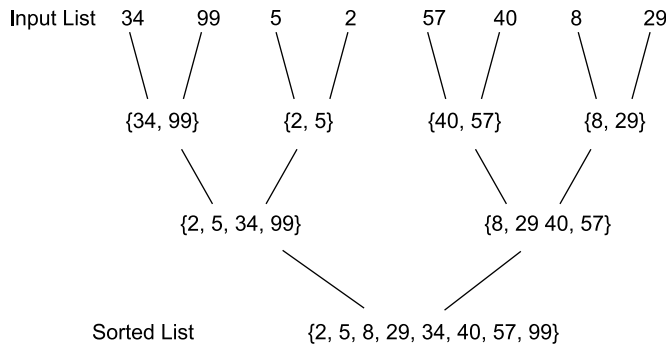 Input List 34 99 5 2 57 40 8 29
{34, 99} {2, 5} {40, 57} {8, 29}
{2, 5, 34, 99} {8, 29 40, 57}
Sorted List {2, 5, 8, 29, 34, 40, 57, 99}